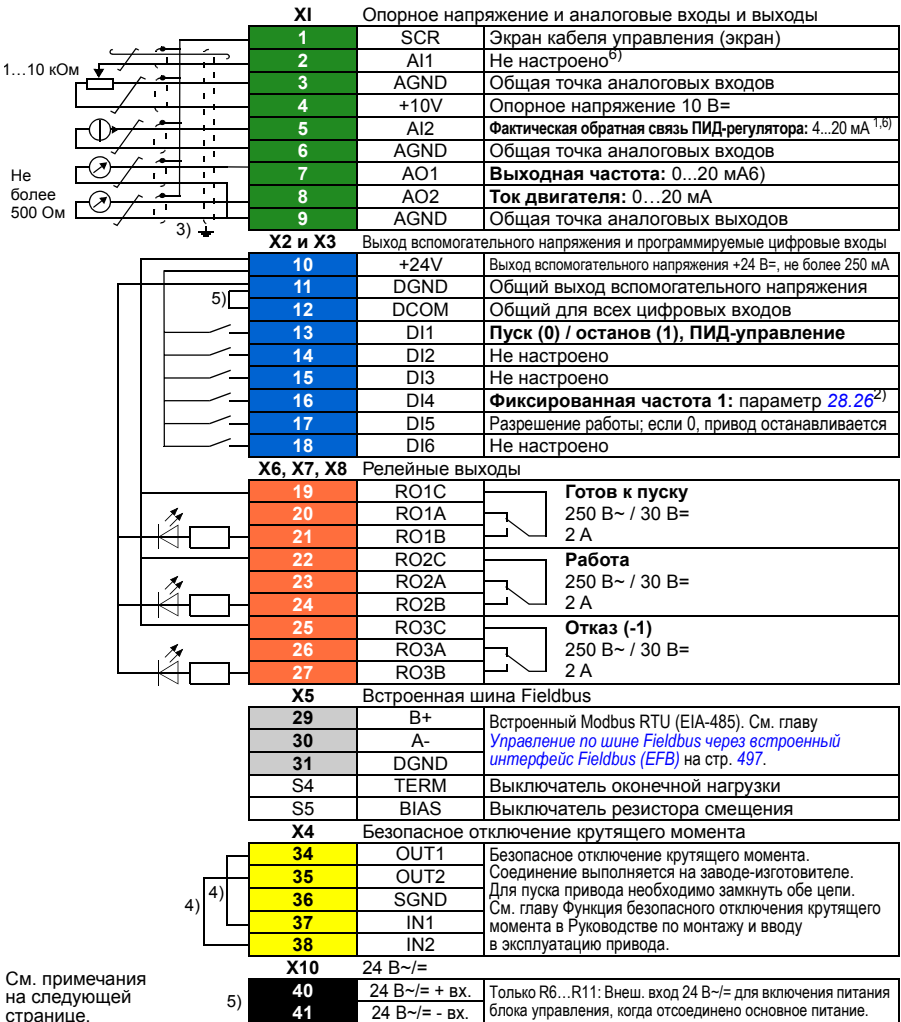 XI Опорное напряжение и аналоговые входы и выходы
1 SCR Экран кабеля управления (экран)
2 AI1 Не настроено6)
3 AGND Общая точка аналоговых входов
4 +10V Опорное напряжение 10 В=
5 AI2 Фактическая обратная связь ПИД-регулятора: 4...20 мА 1,6)
6 AGND Общая точка аналоговых входов
7 AO1 Выходная частота: 0...20 мА6)
8 AO2 Ток двигателя: 0…20 мА
9 AGND Общая точка аналоговых выходов
1…10 кОм
Не
более
500 Ом
3)
X2 и X3 Выход вспомогательного напряжения и программируемые цифровые входы
10 +24V Выход вспомогательного напряжения +24 В=, не более 250 мА
11 DGND Общий выход вспомогательного напряжения
5)
12 DCOM Общий для всех цифровых входов
13 DI1 Пуск (0) / останов (1), ПИД-управление
14 DI2 Не настроено
15 DI3 Не настроено
16 DI4 Фиксированная частота 1: параметр 28.262)
17 DI5 Разрешение работы; если 0, привод останавливается
18 DI6 Не настроено
X6, X7, X8 Релейные выходы
19 RO1C Готов к пуску
20 RO1A 250 В~ / 30 В=
21 RO1B 2 А
22 RO2C Работа
23 RO2A 250 В~ / 30 В=
24 RO2B 2 А
25 RO3C Отказ (-1)
26 RO3A 250 В~ / 30 В=
27 RO3B 2 А
X5 Встроенная шина Fieldbus
29 B+
30 A-
31 DGND
Встроенный Modbus RTU (EIA-485). См. главу
Управление по шине Fieldbus через встроенный
интерфейс Fieldbus (EFB) на стр. 497.
S4 TERM Выключатель оконечной нагрузки
S5 BIAS Выключатель резистора смещения
X4 Безопасное отключение крутящего момента
34 OUT1
35 OUT2
36 SGND
37 IN1
38 IN2
4)
4)
Безопасное отключение крутящего момента.
Соединение выполняется на заводе-изготовителе.
Для пуска привода необходимо замкнуть обе цепи.
См. главу Функция безопасного отключения крутящего
момента в Руководстве по монтажу и вводу
в эксплуатацию привода.
X10 24 В~/=
40 24 В~/= + вх.
41 24 В~/= - вх.
5)
Только R6…R11: Внеш. вход 24 В~/= для включения питания
блока управления, когда отсоединено основное питание.
См. примечания
на следующей
странице.